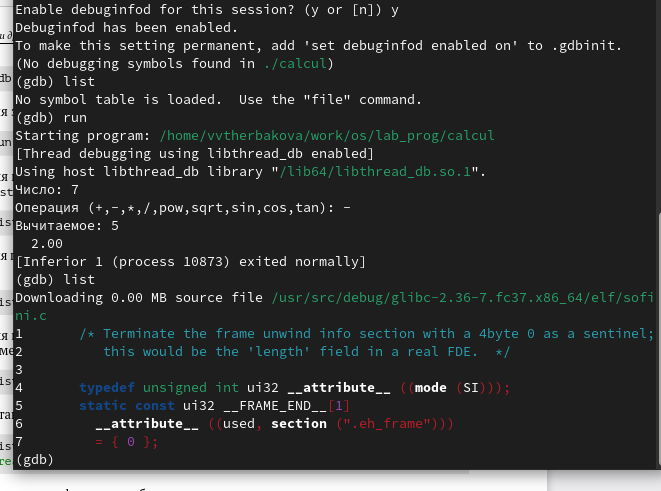 Enable debuginfod for this session? (y or [n]) y
Debuginfod has been enabled.
To make this setting permanent, add 'set debuginfod enabled on' to .gdbinit.
(No debugging symbols found in ./calcul)
(gdb) list
No symbol table is loaded.  Use the "file" command.
(gdb) run
Starting program: /home/vvtherbakova/work/os/lab_prog/calcul
[Thread debugging using libthread_db enabled]
Using host libthread_db library "/lib64/libthread_db.so.1".
Число: 7
Операция (+,-,*,/,pow,sqrt,sin,cos,tan): -
Вычитаемое: 5
  2.00
[Inferior 1 (process 10873) exited normally]
(gdb) list
Downloading 0.00 MB source file /usr/src/debug/glibc-2.36-7.fc37.x86_64/elf/sofi
ni.c
1       /* Terminate the frame unwind info section with a 4byte 0 as a sentinel;
2          this would be the 'length' field in a real FDE.  */
3
4       typedef unsigned int ui32 __attribute__ ((mode (SI)));
5       static const ui32 __FRAME_END__[1]
6         __attribute__ ((used, section (".eh_frame")))
7         = { 0 };
(gdb)